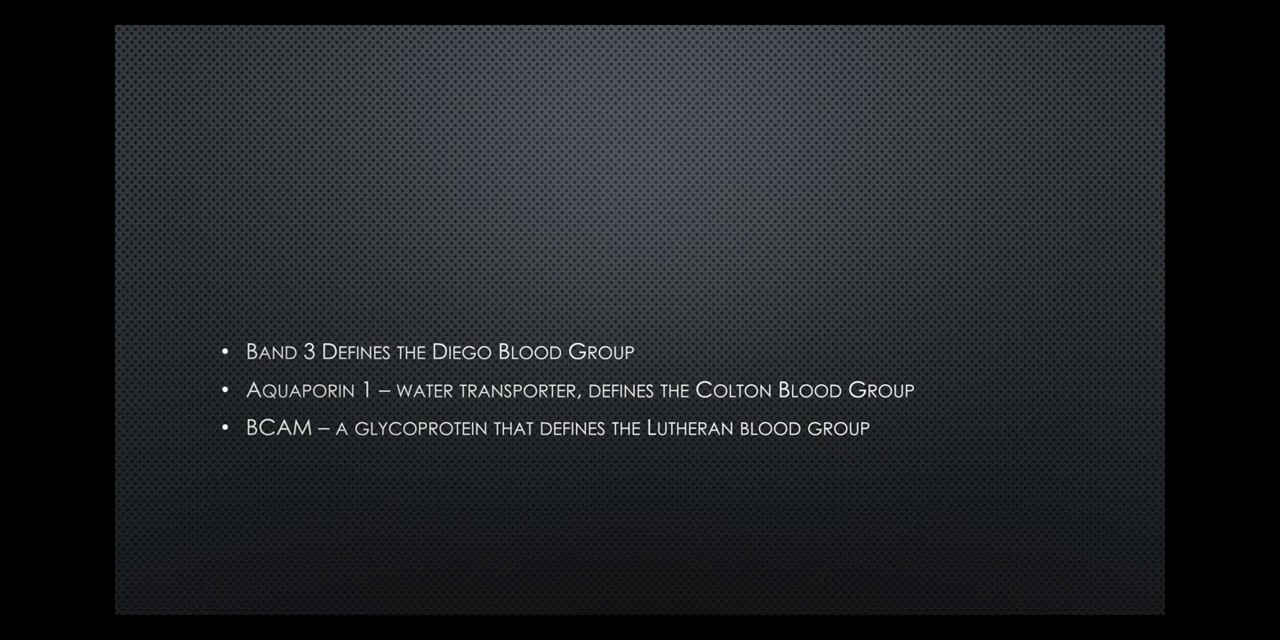 • Band 3 Defines the Diego Blood Group
• Aquaporin 1 – water transporter, defines the Colton Blood Group
• BCAM – a glycoprotein that defines the Lutheran blood group